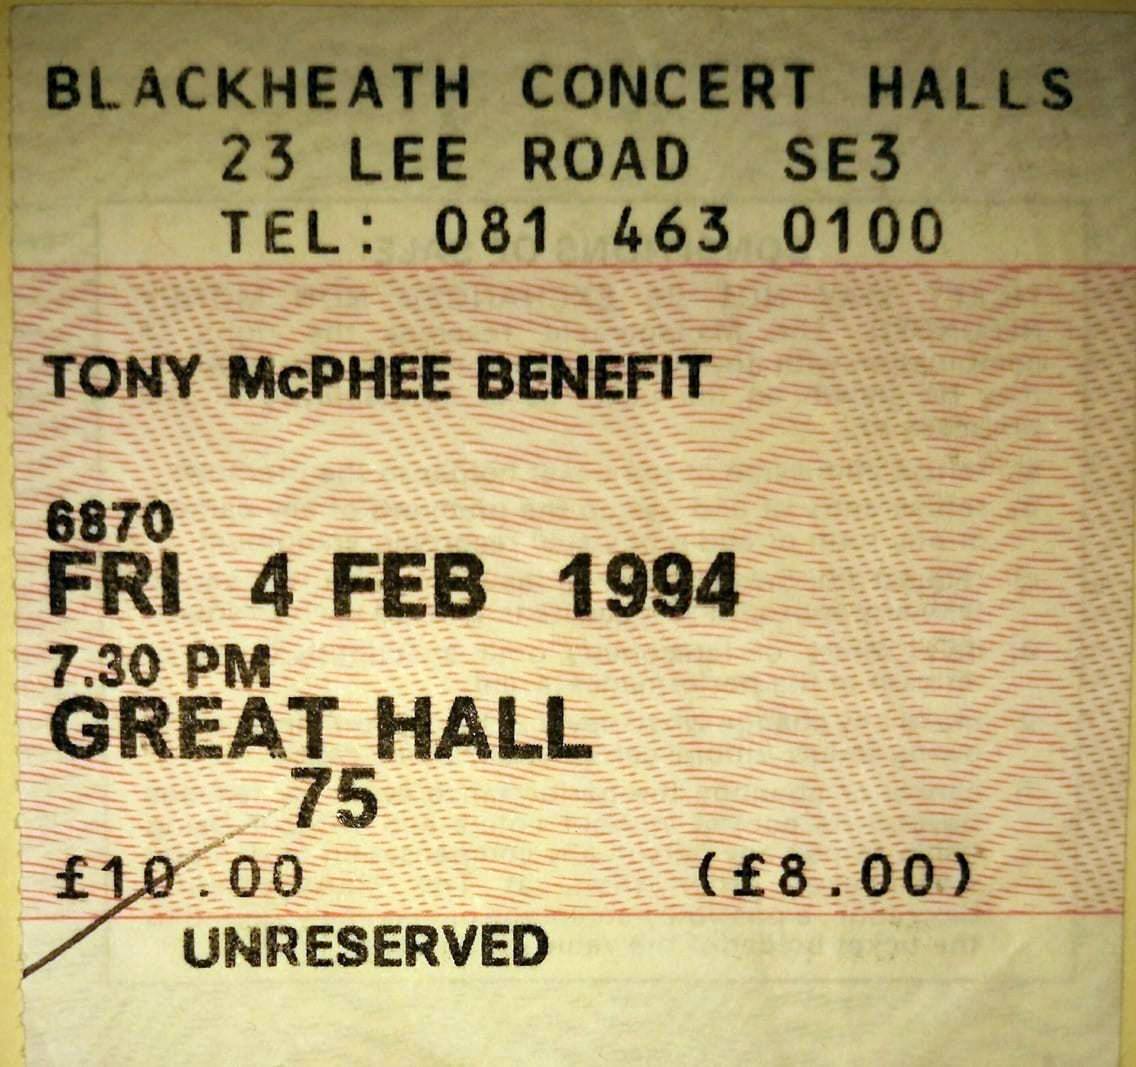 BLACKHEATH CONCERT HALLS
23 LEE ROAD SE3
TEL: 081 463 0100
TONY McPHEE BENEFIT
6870
FRI 4 FEB 1994
7.30 PM
GREAT HALL
75
£10.00 (£8.00)
UNRESERVED